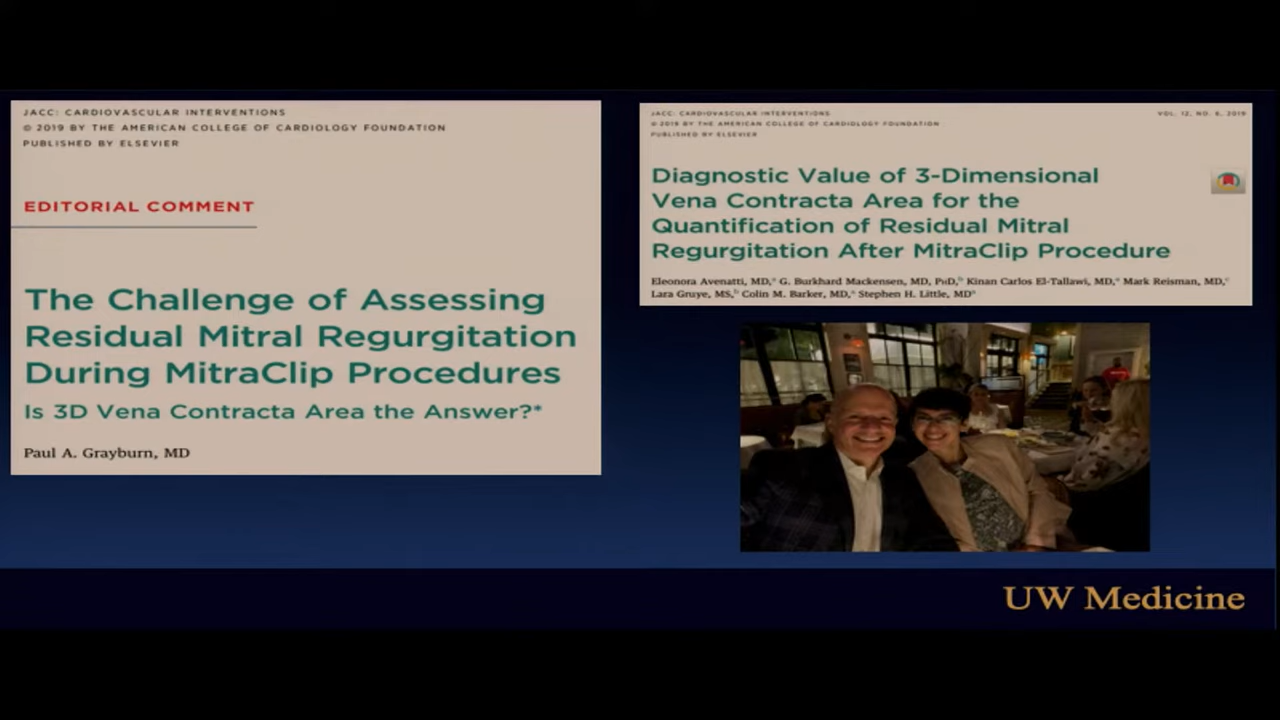 JACC: CARDIOVASCULAR INTERVENTIONS
© 2019 BY THE AMERICAN COLLEGE OF CARDIOLOGY FOUNDATION
PUBLISHED BY ELSEVIER
EDITORIAL COMMENT
The Challenge of Assessing
Residual Mitral Regurgitation
During MitraClip Procedures
Is 3D Vena Contracta Area the Answer?*
Paul A. Grayburn, MD
JACC: CARDIOVASCULAR INTERVENTIONS
VOL. 12, NO. 6, 2019
© 2019 BY THE AMERICAN COLLEGE OF CARDIOLOGY FOUNDATION
PUBLISHED BY ELSEVIER
Diagnostic Value of 3-Dimensional
Vena Contracta Area for the
Quantification of Residual Mitral
Regurgitation After MitraClip Procedure
Eleonora Avenatti, MD,ᵃ G. Burkhard Mackensen, MD, PhD,ᵇ Kinan Carlos El-Tallawi, MD,ᵃ Mark Reisman, MD,ᶜ
Lara Gruye, MS,ᵇ Colin M. Barker, MD,ᵃ Stephen H. Little, MDᵃ
UW Medicine